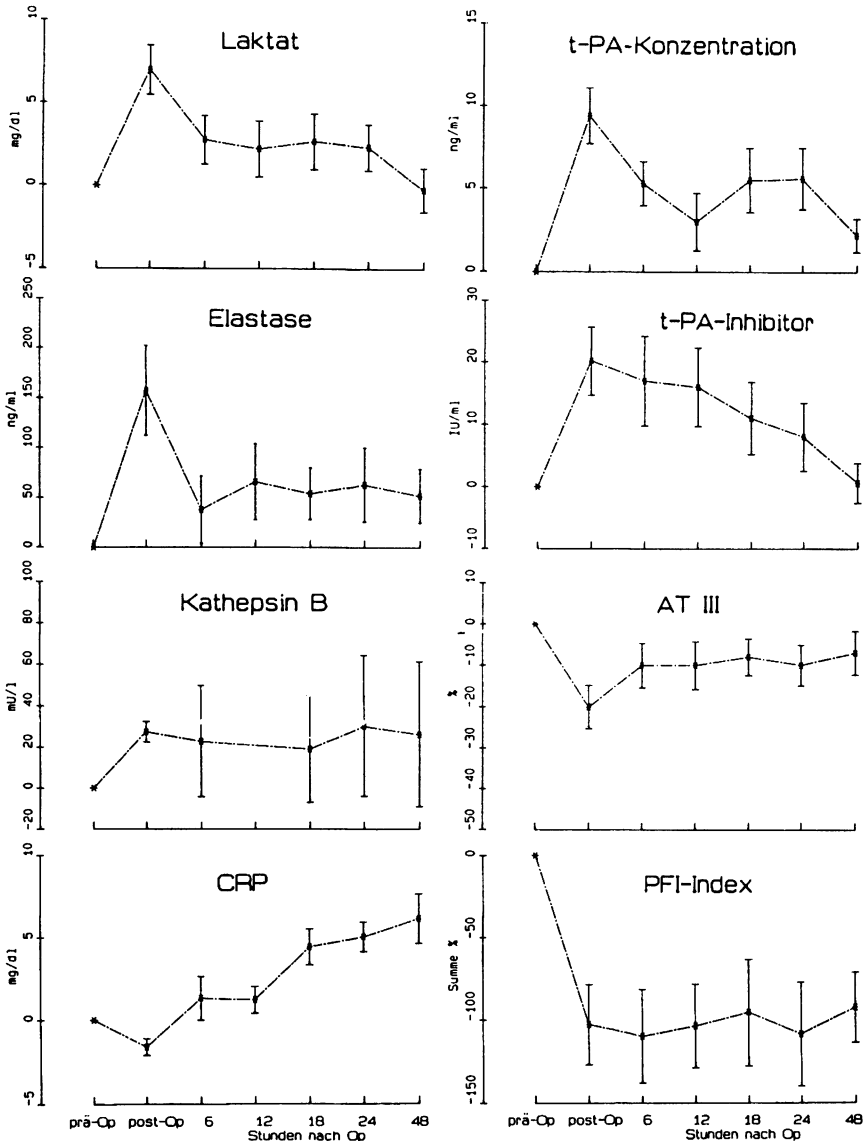 Laktat
10
5
0
-5
mg/dl
t-PA-Konzentration
15
10
5
0
ng/ml
Elastase
250
200
150
100
50
0
ng/ml
t-PA-Inhibitor
30
20
10
0
-10
IU/ml
Kathepsin B
100
80
60
40
20
0
-20
mU/l
AT III
10
0
-10
-20
-30
-40
-50
%
CRP
10
5
0
-5
mg/dl
prä-Op post-Op 6 12 18 24 48
Stunden nach Op
PFI-Index
0
-50
-100
-150
Summe %
prä-Op post-Op 6 12 18 24 48
Stunden nach Op